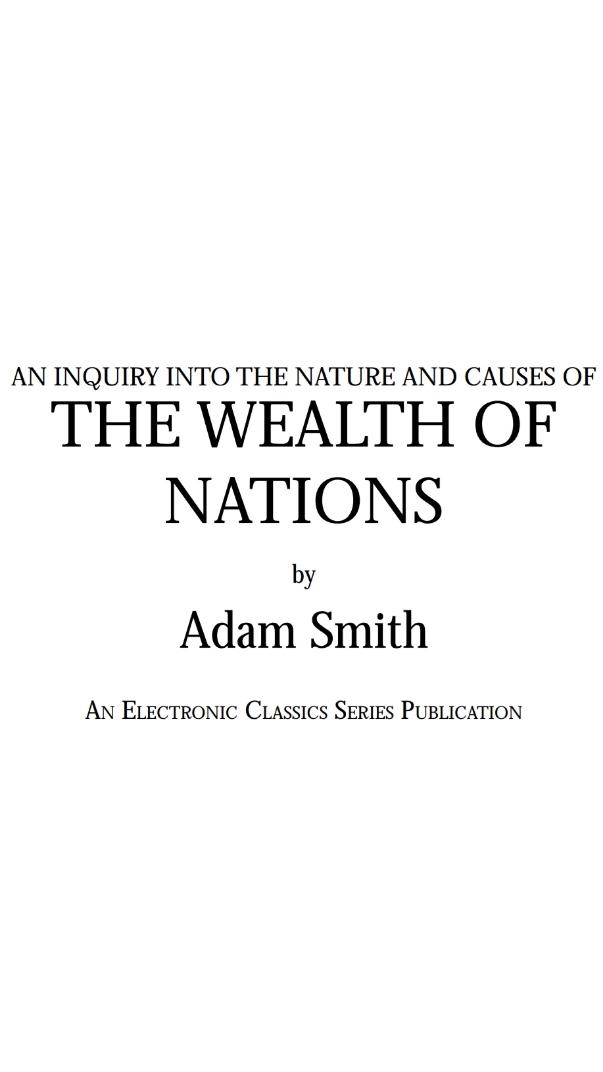 AN INQUIRY INTO THE NATURE AND CAUSES OF
THE WEALTH OF
NATIONS
by
Adam Smith
AN ELECTRONIC CLASSICS SERIES PUBLICATION